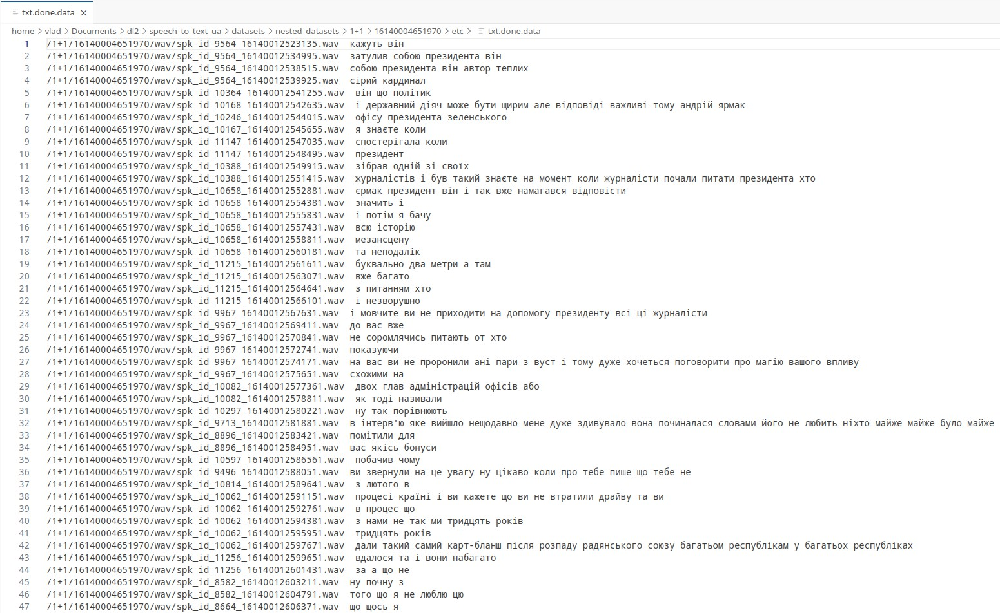 txt.done.data ×
home > vlad > Documents > dl2 > speech_to_text_ua > datasets > nested_datasets > 1+1 > 16140004651970 > etc > txt.done.data
1 /1+1/16140004651970/wav/spk_id_9564_16140012523135.wav кажуть він
2 /1+1/16140004651970/wav/spk_id_9564_16140012534995.wav затулив собою президента він
3 /1+1/16140004651970/wav/spk_id_9564_16140012538515.wav собою президента він автор теплих
4 /1+1/16140004651970/wav/spk_id_9564_16140012539925.wav сірий кардинал
5 /1+1/16140004651970/wav/spk_id_10364_16140012541255.wav він що політик
6 /1+1/16140004651970/wav/spk_id_10168_16140012542635.wav і державний діяч може бути щирим але відповіді важливі тому андрій ярмак
7 /1+1/16140004651970/wav/spk_id_10246_16140012544015.wav офісу президента зеленського
8 /1+1/16140004651970/wav/spk_id_10167_16140012545655.wav я знаєте коли
9 /1+1/16140004651970/wav/spk_id_11147_16140012547035.wav спостерігала коли
10 /1+1/16140004651970/wav/spk_id_11147_16140012548495.wav президент
11 /1+1/16140004651970/wav/spk_id_10388_16140012549915.wav зібрав одній зі своїх
12 /1+1/16140004651970/wav/spk_id_10388_16140012551415.wav журналістів і був такий знаєте на момент коли журналісти почали питати президента хто
13 /1+1/16140004651970/wav/spk_id_10658_16140012552881.wav єрмак президент він і так вже намагався відповісти
14 /1+1/16140004651970/wav/spk_id_10658_16140012554381.wav значить і
15 /1+1/16140004651970/wav/spk_id_10658_16140012555831.wav і потім я бачу
16 /1+1/16140004651970/wav/spk_id_10658_16140012557431.wav всю історію
17 /1+1/16140004651970/wav/spk_id_10658_16140012558811.wav мезансцену
18 /1+1/16140004651970/wav/spk_id_10658_16140012560181.wav та неподалік
19 /1+1/16140004651970/wav/spk_id_11215_16140012561611.wav буквально два метри а там
20 /1+1/16140004651970/wav/spk_id_11215_16140012563071.wav вже багато
21 /1+1/16140004651970/wav/spk_id_11215_16140012564641.wav з питанням хто
22 /1+1/16140004651970/wav/spk_id_11215_16140012566101.wav і незворушно
23 /1+1/16140004651970/wav/spk_id_9967_16140012567631.wav і мовчите ви не приходити на допомогу президенту всі ці журналісти
24 /1+1/16140004651970/wav/spk_id_9967_16140012569411.wav до вас вже
25 /1+1/16140004651970/wav/spk_id_9967_16140012570841.wav не соромлячись питають от хто
26 /1+1/16140004651970/wav/spk_id_9967_16140012572741.wav показуючи
27 /1+1/16140004651970/wav/spk_id_9967_16140012574171.wav на вас ви не проронили ані пари з вуст і тому дуже хочеться поговорити про магію вашого впливу
28 /1+1/16140004651970/wav/spk_id_9967_16140012575651.wav схожими на
29 /1+1/16140004651970/wav/spk_id_10082_16140012577361.wav двох глав адміністрацій офісів або
30 /1+1/16140004651970/wav/spk_id_10082_16140012578811.wav як тоді називали
31 /1+1/16140004651970/wav/spk_id_10297_16140012580221.wav ну так порівнюють
32 /1+1/16140004651970/wav/spk_id_9713_16140012581881.wav в інтерв'ю яке вийшло нещодавно мене дуже здивувало вона починалася словами його не любить ніхто майже майже було майже
33 /1+1/16140004651970/wav/spk_id_8896_16140012583421.wav помітили для
34 /1+1/16140004651970/wav/spk_id_8896_16140012584951.wav вас якісь бонуси
35 /1+1/16140004651970/wav/spk_id_10597_16140012586561.wav побачив чому
36 /1+1/16140004651970/wav/spk_id_9496_16140012588051.wav ви звернули на це увагу ну цікаво коли про тебе пише що тебе не
37 /1+1/16140004651970/wav/spk_id_10814_16140012589641.wav з лютого в
38 /1+1/16140004651970/wav/spk_id_10062_16140012591151.wav процесі країні і ви кажете що ви не втратили драйву та ви
39 /1+1/16140004651970/wav/spk_id_10062_16140012592761.wav в процес що
40 /1+1/16140004651970/wav/spk_id_10062_16140012594381.wav з нами не так ми тридцять років
41 /1+1/16140004651970/wav/spk_id_10062_16140012595951.wav тридцять років
42 /1+1/16140004651970/wav/spk_id_10062_16140012597671.wav дали такий самий карт-бланш після розпаду радянського союзу багатьом республікам у багатьох республіках
43 /1+1/16140004651970/wav/spk_id_11256_16140012599651.wav вдалося та і вони набагато
44 /1+1/16140004651970/wav/spk_id_11256_16140012601431.wav за а що не
45 /1+1/16140004651970/wav/spk_id_8582_16140012603211.wav ну почну з
46 /1+1/16140004651970/wav/spk_id_8582_16140012604791.wav того що я не люблю цю
47 /1+1/16140004651970/wav/spk_id_8664_16140012606371.wav що щось я